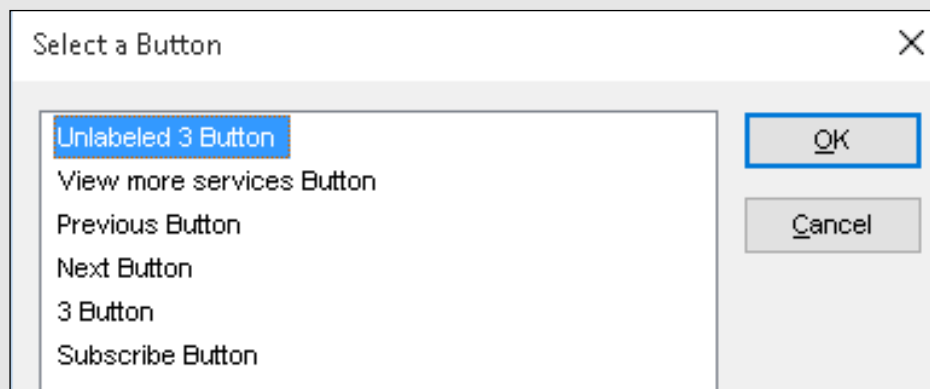 Select a Button
Unlabeled 3 Button
View more services Button
Previous Button
Next Button
3 Button
Subscribe Button
OK
Cancel